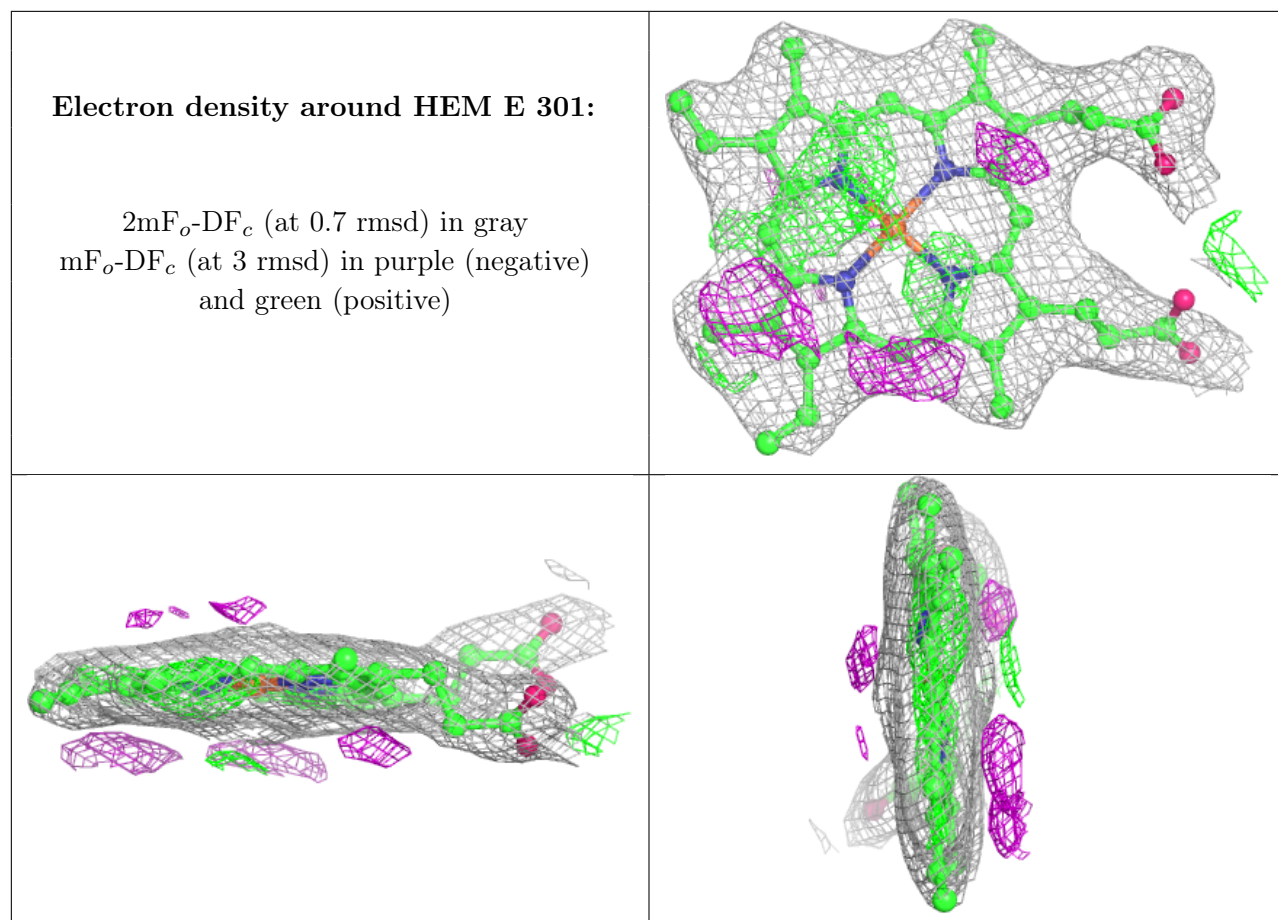 Electron density around HEM E 301:
2mFo-DFc (at 0.7 rmsd) in gray
mFo-DFc (at 3 rmsd) in purple (negative)
and green (positive)